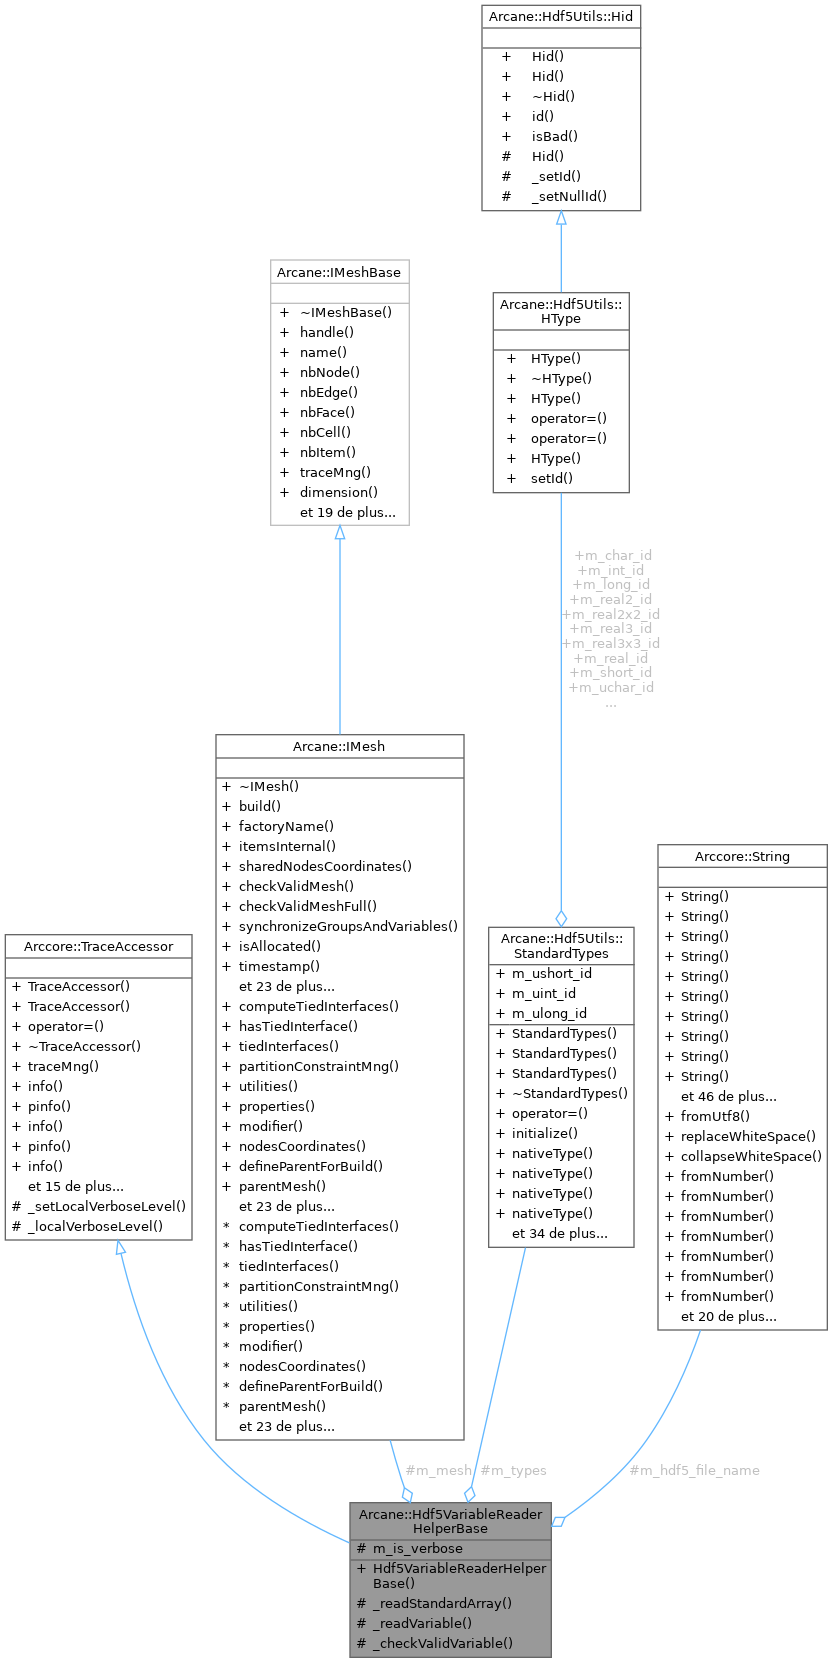 Arcane::Hdf5Utils::Hid
+ Hid()
+ Hid()
+ ~Hid()
+ id()
+ isBad()
# Hid()
# _setId()
# _setNullId()
Arcane::IMeshBase
+ ~IMeshBase()
+ handle()
+ name()
+ nbNode()
+ nbEdge()
+ nbFace()
+ nbCell()
+ nbItem()
+ traceMng()
+ dimension()
et 19 de plus...
Arcane::Hdf5Utils::
HType
+ HType()
+ ~HType()
+ HType()
+ operator=()
+ operator=()
+ HType()
+ setId()
+m_char_id
+m_int_id
+m_long_id
+m_real2_id
+m_real2x2_id
+m_real3_id
+m_real3x3_id
+m_real_id
+m_short_id
+m_uchar_id
...
Arcane::IMesh
+ ~IMesh()
+ build()
+ factoryName()
+ itemsInternal()
+ sharedNodesCoordinates()
+ checkValidMesh()
+ checkValidMeshFull()
+ synchronizeGroupsAndVariables()
+ isAllocated()
+ timestamp()
et 23 de plus...
+ computeTiedInterfaces()
+ hasTiedInterface()
+ tiedInterfaces()
+ partitionConstraintMng()
+ utilities()
+ properties()
+ modifier()
+ nodesCoordinates()
+ defineParentForBuild()
+ parentMesh()
et 23 de plus...
* computeTiedInterfaces()
* hasTiedInterface()
* tiedInterfaces()
* partitionConstraintMng()
* utilities()
* properties()
* modifier()
* nodesCoordinates()
* defineParentForBuild()
* parentMesh()
et 23 de plus...
Arccore::TraceAccessor
+ TraceAccessor()
+ TraceAccessor()
+ operator=()
+ ~TraceAccessor()
+ traceMng()
+ info()
+ pinfo()
+ info()
+ pinfo()
+ info()
et 15 de plus...
# _setLocalVerboseLevel()
# _localVerboseLevel()
Arcane::Hdf5Utils::
StandardTypes
+ m_ushort_id
+ m_uint_id
+ m_ulong_id
+ StandardTypes()
+ StandardTypes()
+ StandardTypes()
+ ~StandardTypes()
+ operator=()
+ initialize()
+ nativeType()
+ nativeType()
+ nativeType()
+ nativeType()
et 34 de plus...
Arccore::String
+ String()
+ String()
+ String()
+ String()
+ String()
+ String()
+ String()
+ String()
+ String()
+ String()
et 46 de plus...
+ fromUtf8()
+ replaceWhiteSpace()
+ collapseWhiteSpace()
+ fromNumber()
+ fromNumber()
+ fromNumber()
+ fromNumber()
+ fromNumber()
+ fromNumber()
+ fromNumber()
et 20 de plus...
#m_mesh
#m_types
#m_hdf5_file_name
Arcane::Hdf5VariableReader
HelperBase
# m_is_verbose
+ Hdf5VariableReaderHelper
Base()
# _readStandardArray()
# _readVariable()
# _checkValidVariable()